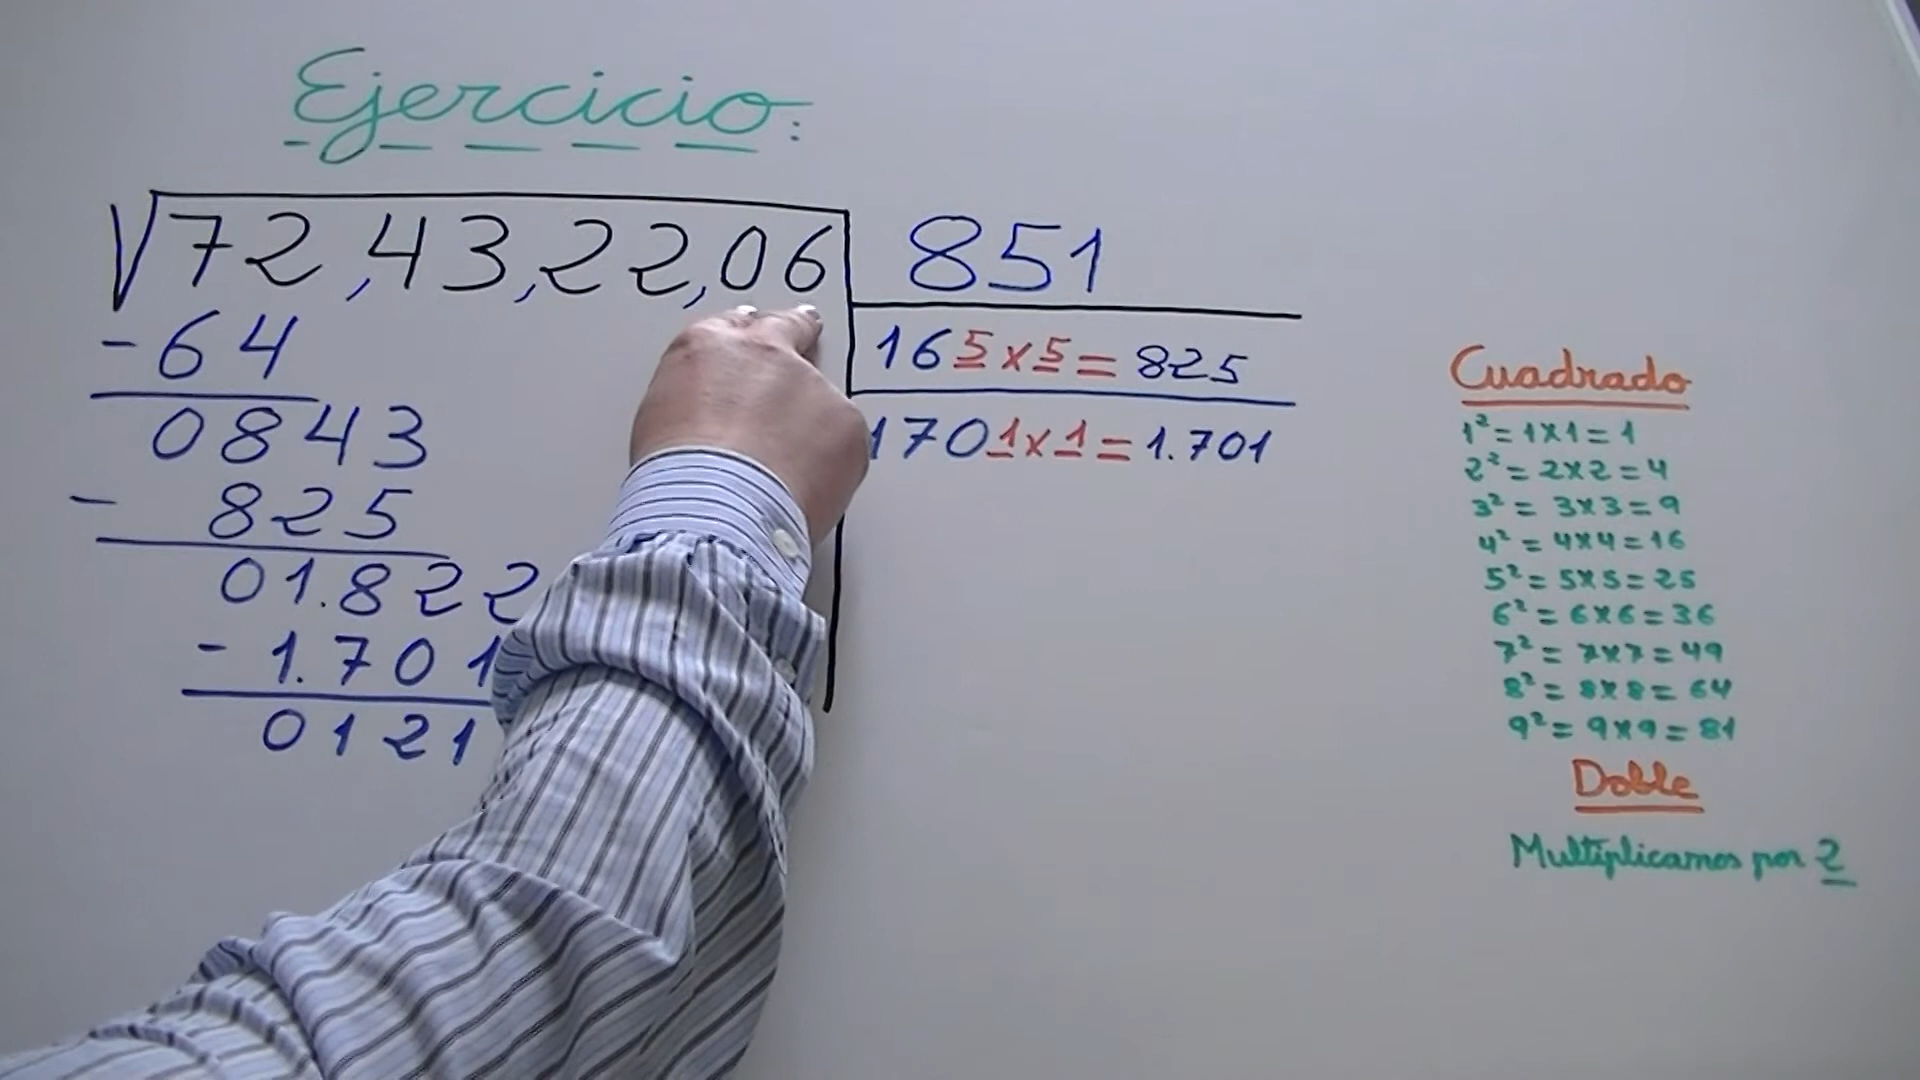 Ejercicio:
√72,43,22,06 851
-64
165x5=825
0843
1701x1=1.701
- 825
01.822
- 1.701
0121
Cuadrado
1²=1x1=1
2²=2x2=4
3²=3x3=9
4²=4x4=16
5²=5x5=25
6²=6x6=36
7²=7x7=49
8²=8x8=64
9²=9x9=81
Doble
Multiplicamos por 2